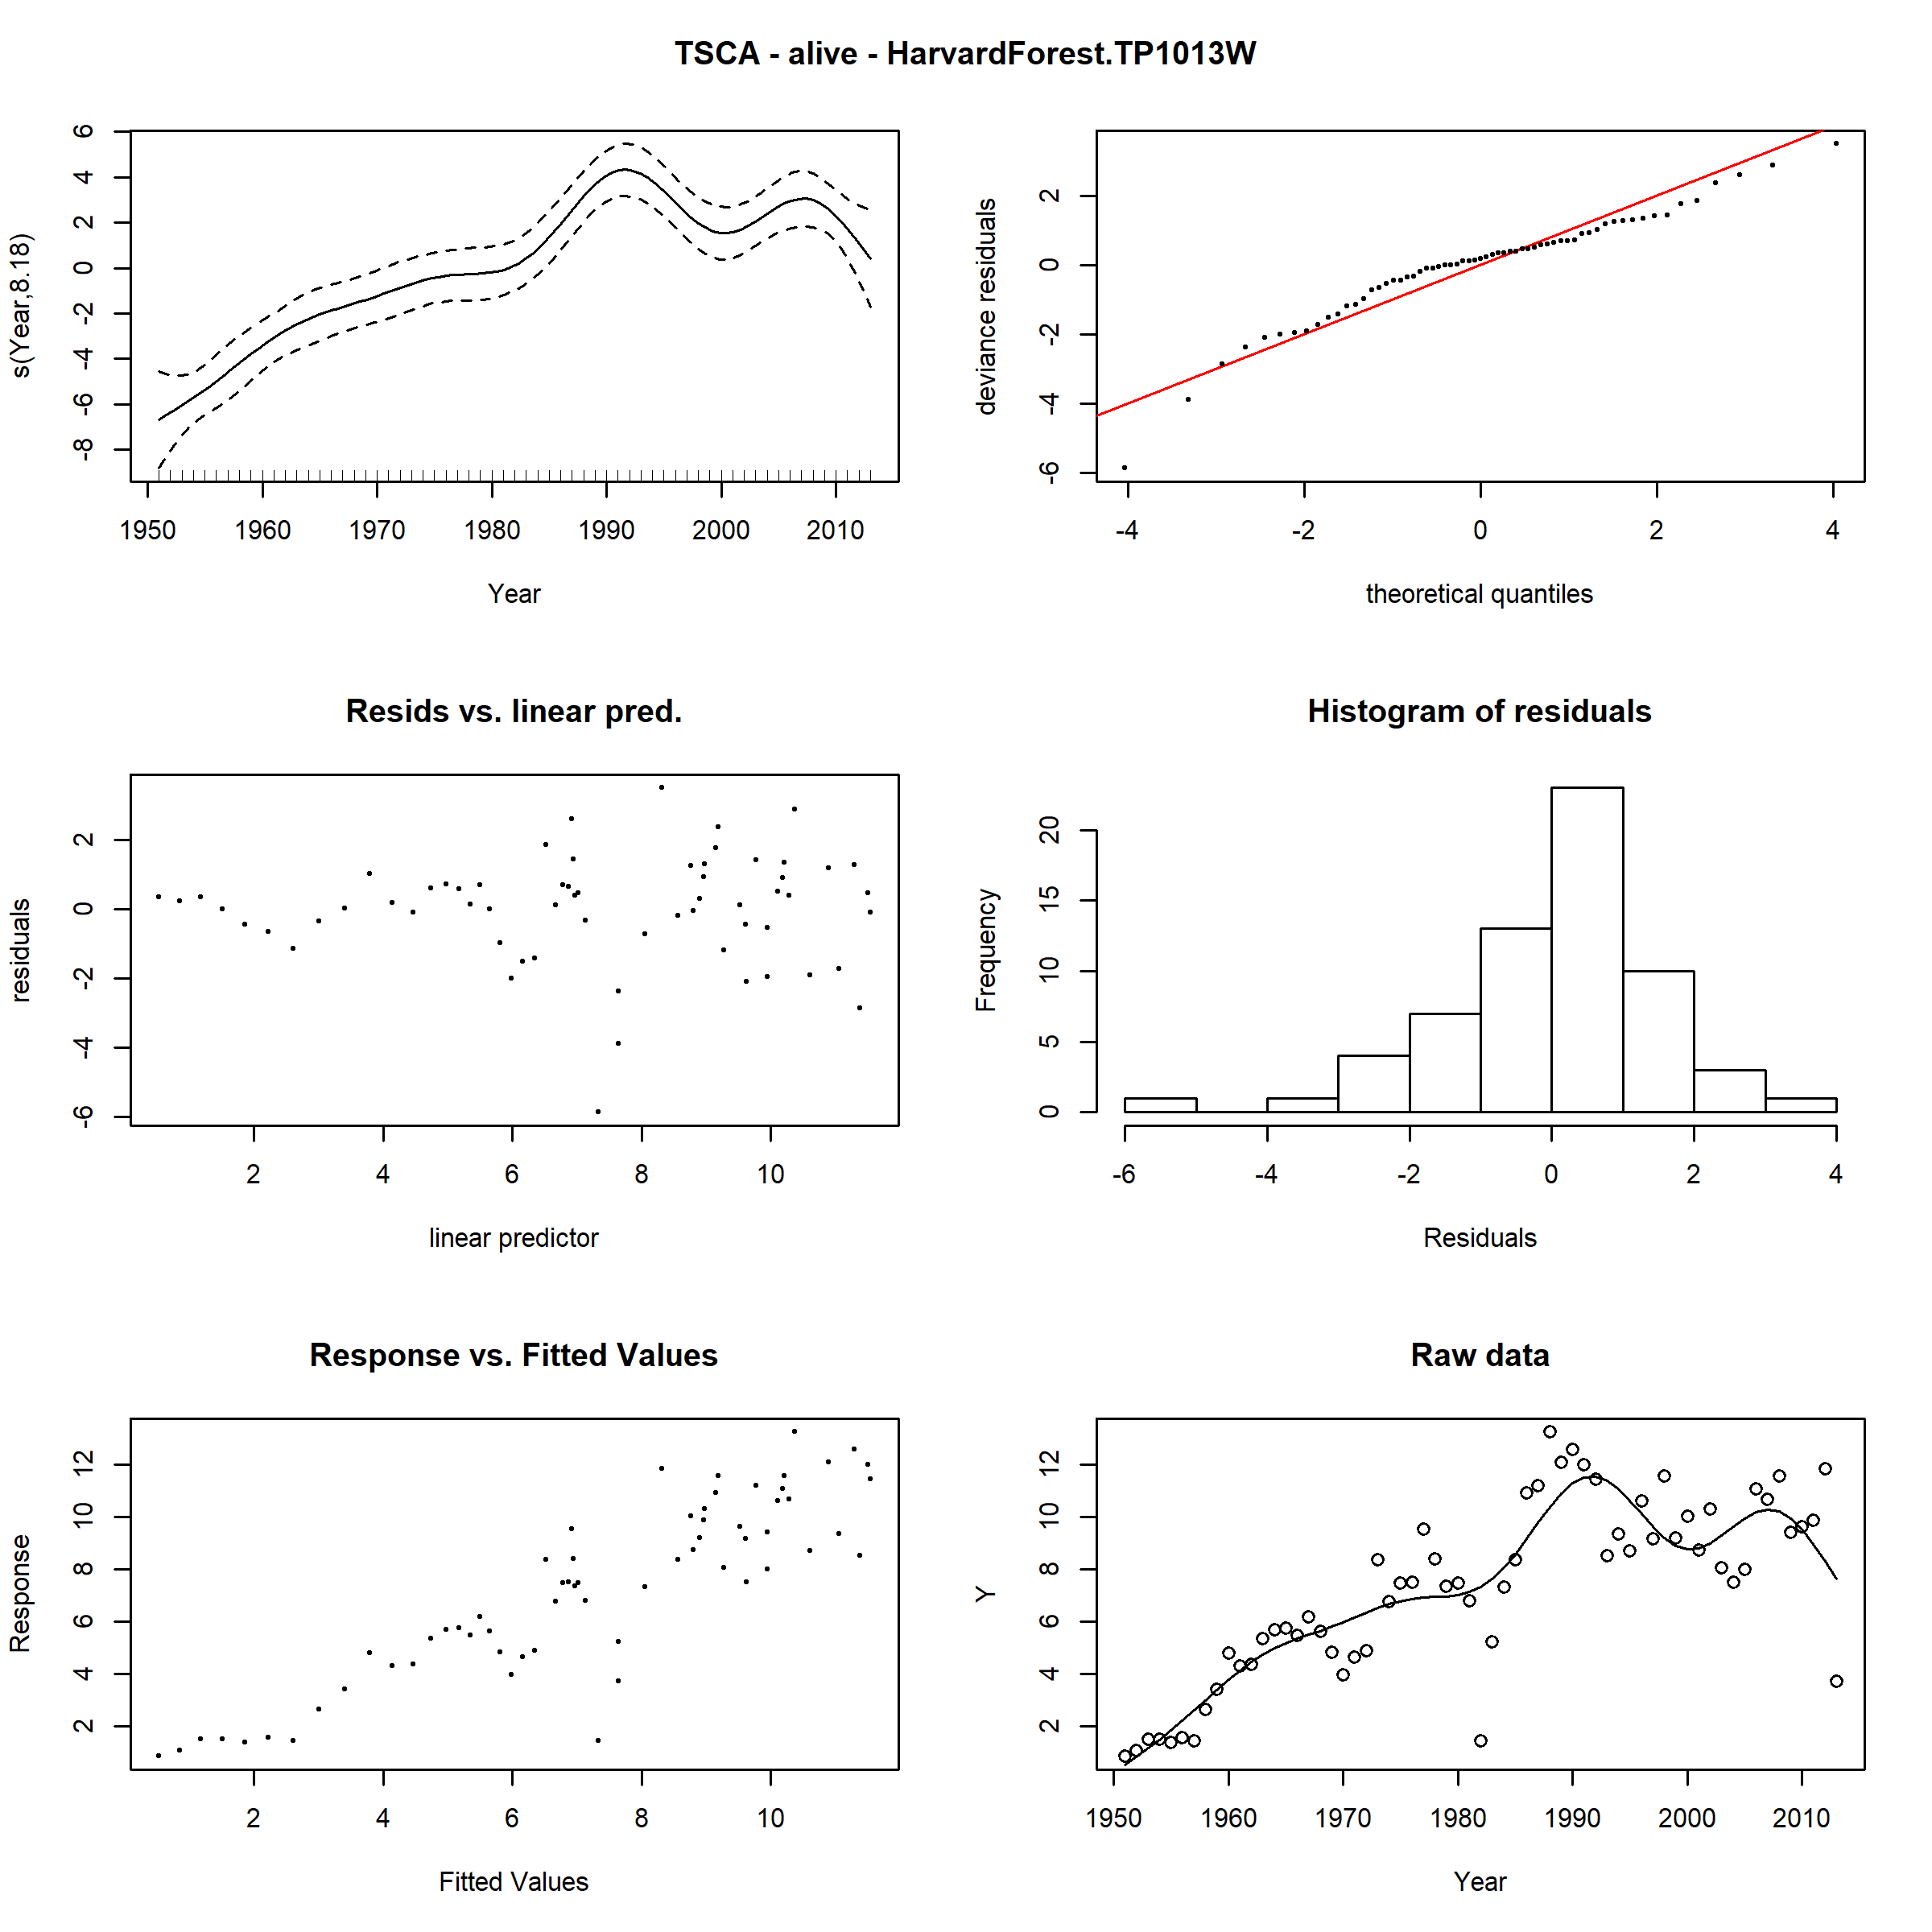 TSCA - alive - HarvardForest.TP1013W
s(Year,8.18)
6
4
2
0
-2
-4
-6
-8
1950 1960 1970 1980 1990 2000 2010
Year
deviance residuals
2
0
-2
-4
-6
-4 -2 0 2 4
theoretical quantiles
Resids vs. linear pred.
residuals
2
0
-2
-4
-6
2 4 6 8 10
linear predictor
Histogram of residuals
Frequency
20
15
10
5
0
-6 -4 -2 0 2 4
Residuals
Response vs. Fitted Values
Response
12
10
8
6
4
2
2 4 6 8 10
Fitted Values
Raw data
Y
12
10
8
6
4
2
1950 1960 1970 1980 1990 2000 2010
Year